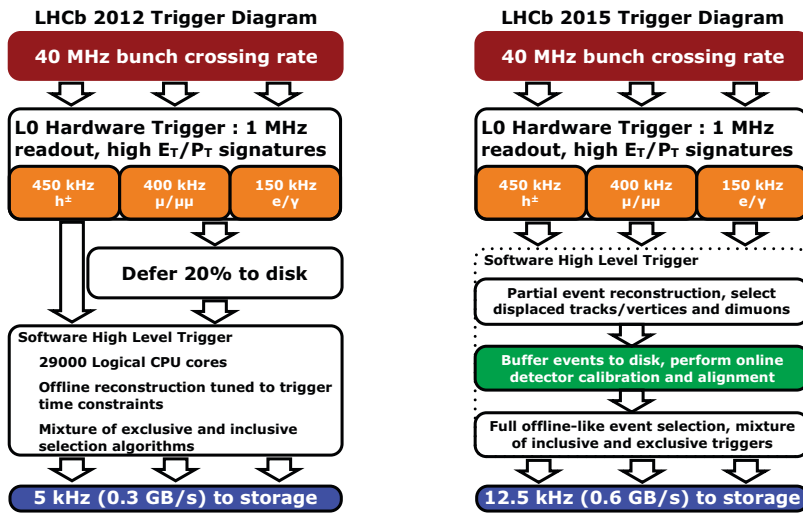 LHCb 2012 Trigger Diagram
40 MHz bunch crossing rate
L0 Hardware Trigger : 1 MHz
readout, high ET/PT signatures
450 kHz
h±
400 kHz
μ/μμ
150 kHz
e/γ
Defer 20% to disk
Software High Level Trigger
29000 Logical CPU cores
Offline reconstruction tuned to trigger
time constraints
Mixture of exclusive and inclusive
selection algorithms
5 kHz (0.3 GB/s) to storage
LHCb 2015 Trigger Diagram
40 MHz bunch crossing rate
L0 Hardware Trigger : 1 MHz
readout, high ET/PT signatures
450 kHz
h±
400 kHz
μ/μμ
150 kHz
e/γ
Software High Level Trigger
Partial event reconstruction, select
displaced tracks/vertices and dimuons
Buffer events to disk, perform online
detector calibration and alignment
Full offline-like event selection, mixture
of inclusive and exclusive triggers
12.5 kHz (0.6 GB/s) to storage